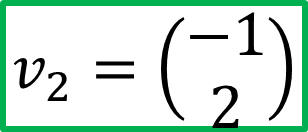 v₂ = (−1
2)